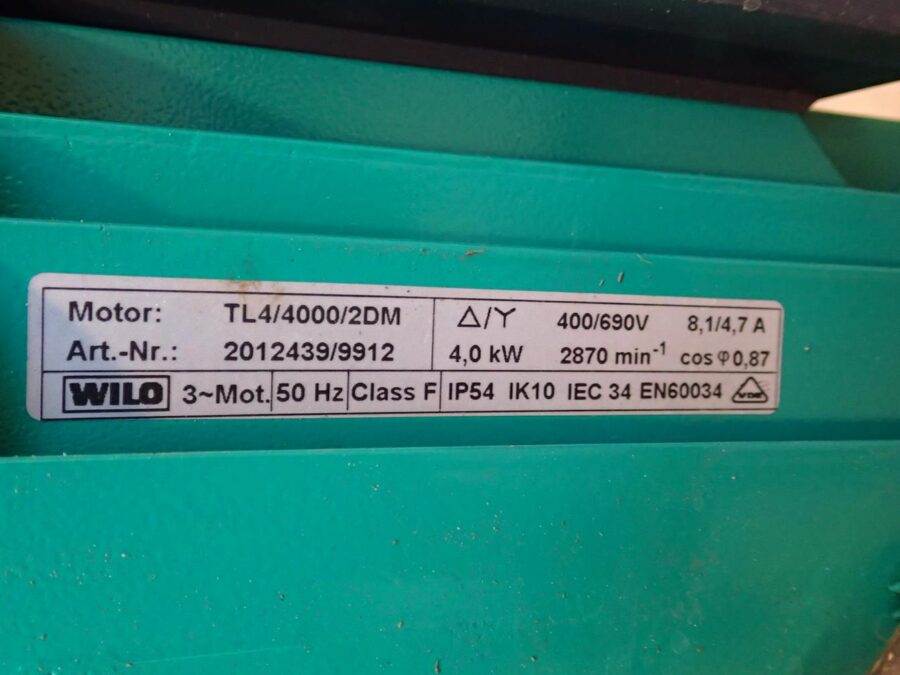 Motor: TL4/4000/2DM
Art.-Nr.: 2012439/9912
△/Y 400/690V 8,1/4,7 A
4,0 kW 2870 min⁻¹ cos φ 0,87
WILO 3~Mot. 50 Hz Class F IP54 IK10 IEC 34 EN60034 VDE